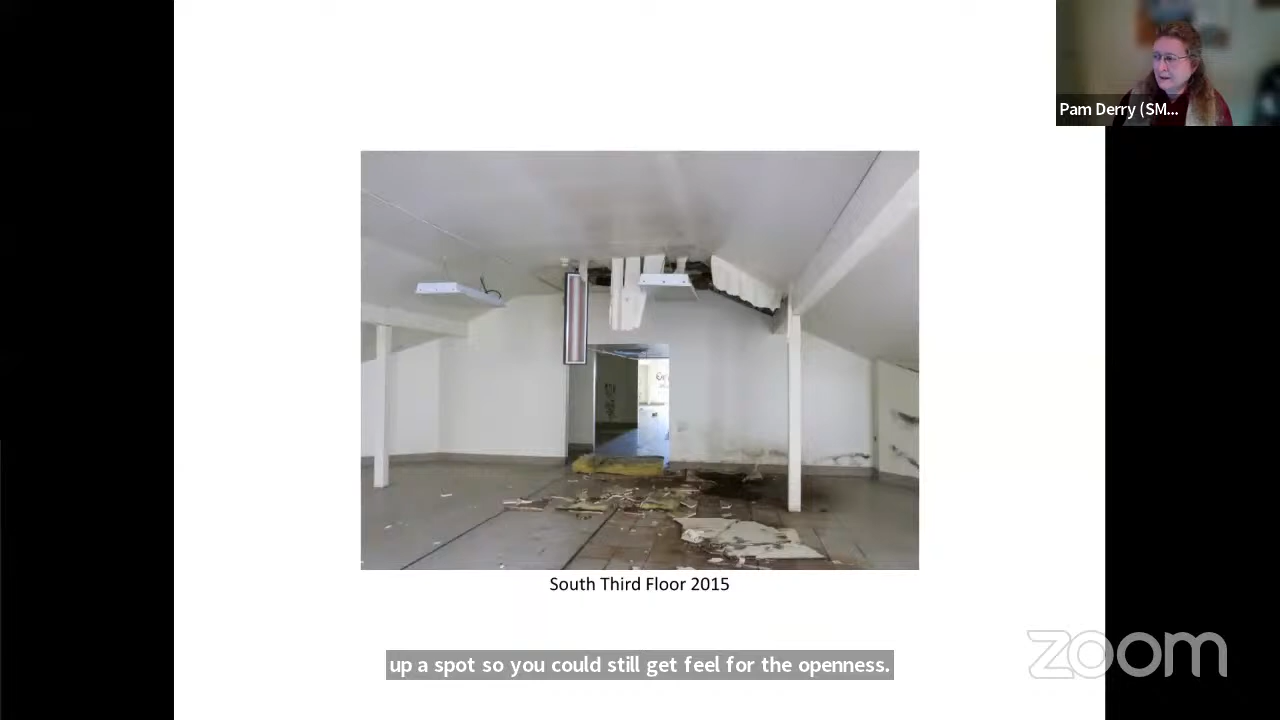 Pam Derry (SM...
South Third Floor 2015
up a spot so you could still get feel for the openness.
zoom